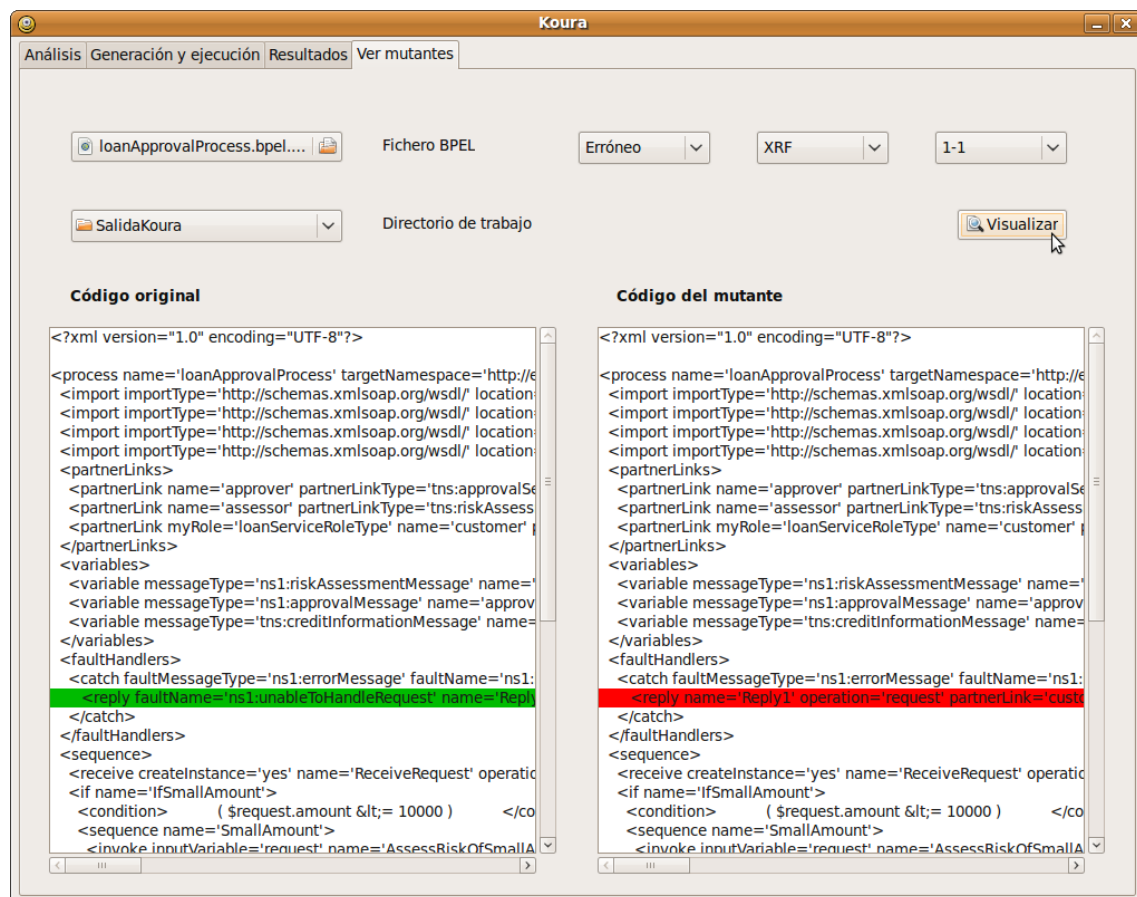 Koura
Análisis Generación y ejecución Resultados Ver mutantes
loanApprovalProcess.bpel.... Fichero BPEL Erróneo XRF 1-1
SalidaKoura Directorio de trabajo Visualizar
Código original
<?xml version="1.0" encoding="UTF-8"?>
<process name='loanApprovalProcess' targetNamespace='http://e
<import importType='http://schemas.xmlsoap.org/wsdl/' location=
<import importType='http://schemas.xmlsoap.org/wsdl/' location=
<import importType='http://schemas.xmlsoap.org/wsdl/' location=
<import importType='http://schemas.xmlsoap.org/wsdl/' location=
<partnerLinks>
<partnerLink name='approver' partnerLinkType='tns:approvalSe
<partnerLink name='assessor' partnerLinkType='tns:riskAssess
<partnerLink myRole='loanServiceRoleType' name='customer' p
</partnerLinks>
<variables>
<variable messageType='ns1:riskAssessmentMessage' name='
<variable messageType='ns1:approvalMessage' name='approv
<variable messageType='tns:creditInformationMessage' name=
</variables>
<faultHandlers>
<catch faultMessageType='ns1:errorMessage' faultName='ns1:
<reply faultName='ns1:unableToHandleRequest' name='Reply
</catch>
</faultHandlers>
<sequence>
<receive createInstance='yes' name='ReceiveRequest' operatio
<if name='IfSmallAmount'>
<condition> ( $request.amount &lt;= 10000 ) </co
<sequence name='SmallAmount'>
<invoke inputVariable='request' name='AssessRiskOfSmallA
Código del mutante
<?xml version="1.0" encoding="UTF-8"?>
<process name='loanApprovalProcess' targetNamespace='http://e
<import importType='http://schemas.xmlsoap.org/wsdl/' location=
<import importType='http://schemas.xmlsoap.org/wsdl/' location=
<import importType='http://schemas.xmlsoap.org/wsdl/' location=
<import importType='http://schemas.xmlsoap.org/wsdl/' location=
<partnerLinks>
<partnerLink name='approver' partnerLinkType='tns:approvalSe
<partnerLink name='assessor' partnerLinkType='tns:riskAssess
<partnerLink myRole='loanServiceRoleType' name='customer' p
</partnerLinks>
<variables>
<variable messageType='ns1:riskAssessmentMessage' name='
<variable messageType='ns1:approvalMessage' name='approv
<variable messageType='tns:creditInformationMessage' name=
</variables>
<faultHandlers>
<catch faultMessageType='ns1:errorMessage' faultName='ns1:
<reply name='Reply1' operation='request' partnerLink='custo
</catch>
</faultHandlers>
<sequence>
<receive createInstance='yes' name='ReceiveRequest' operatio
<if name='IfSmallAmount'>
<condition> ( $request.amount &lt;= 10000 ) </co
<sequence name='SmallAmount'>
<invoke inputVariable='request' name='AssessRiskOfSmallA